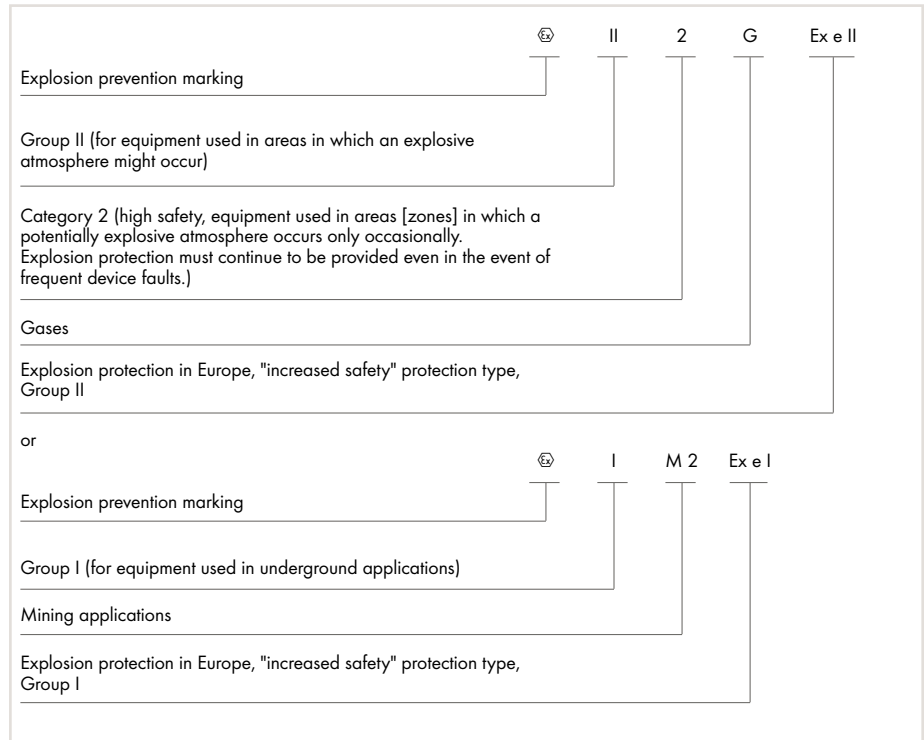 Ex II 2 G Ex e II
Explosion prevention marking
Group II (for equipment used in areas in which an explosive
atmosphere might occur)
Category 2 (high safety, equipment used in areas [zones] in which a
potentially explosive atmosphere occurs only occasionally.
Explosion protection must continue to be provided even in the event of
frequent device faults.)
Gases
Explosion protection in Europe, "increased safety" protection type,
Group II
or
Ex I M 2 Ex e I
Explosion prevention marking
Group I (for equipment used in underground applications)
Mining applications
Explosion protection in Europe, "increased safety" protection type,
Group I